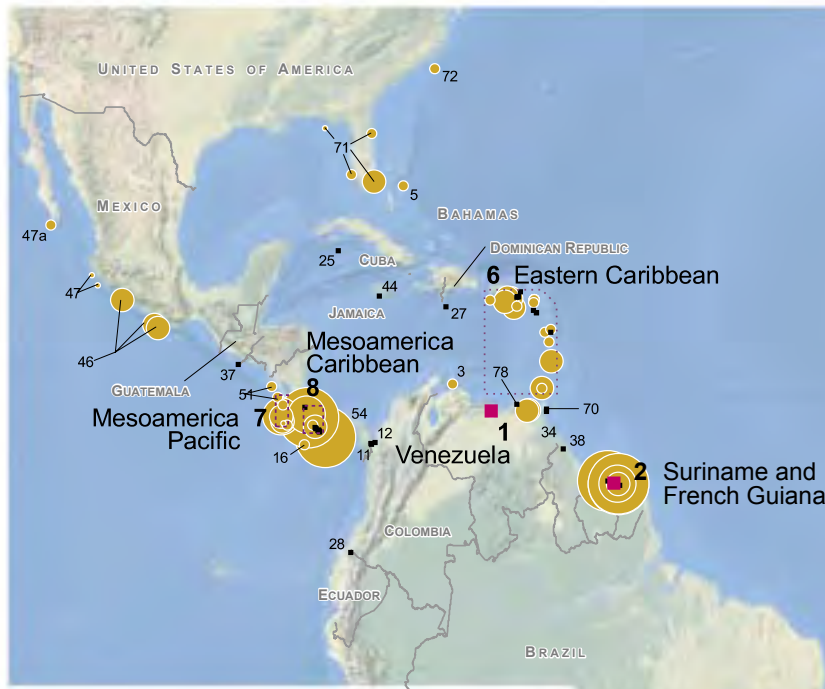 UNITED STATES OF AMERICA
72
71
5
BAHAMAS
MEXICO
47a
25
CUBA
DOMINICAN REPUBLIC
6 Eastern Caribbean
47
44
JAMAICA
27
46
Mesoamerica
Caribbean
37
GUATEMALA
8
3
78
54
Mesoamerica
Pacific
7
54
70
1
34
16
12
11
Venezuela
38
2
Suriname and
French Guiana
COLOMBIA
28
ECUADOR
BRAZIL